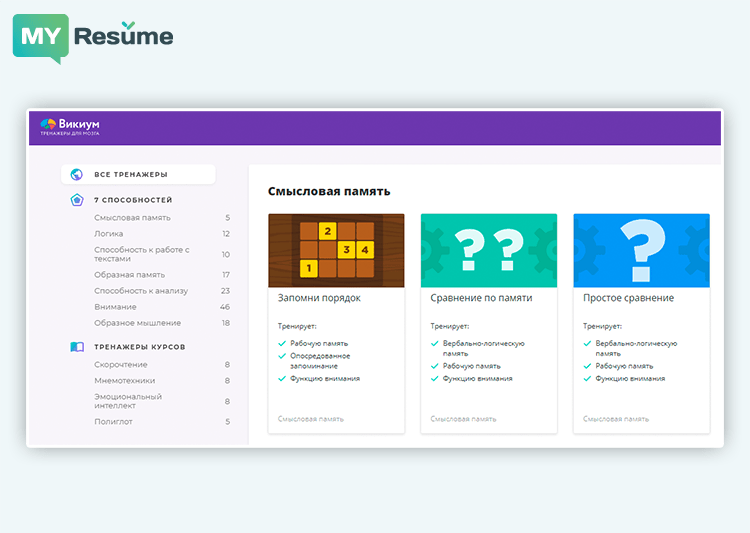 MY Resume
Викиум
ТРЕНАЖЕРЫ ДЛЯ МОЗГА
ВСЕ ТРЕНАЖЕРЫ
7 СПОСОБНОСТЕЙ
Смысловая память 5
Логика 12
Способность к работе с
текстами 10
Образная память 17
Способность к анализу 23
Внимание 46
Образное мышление 18
ТРЕНАЖЕРЫ КУРСОВ
Скорочтение 8
Мнемотехники 8
Эмоциональный
интеллект 8
Полиглот 5
Смысловая память
2
3 4
1
Запомни порядок
Тренирует:
Рабочую память
Опосредованное
запоминание
Функцию внимания
Смысловая память
? ?
Сравнение по памяти
Тренирует:
Вербально-логическую
память
Рабочую память
Функцию внимания
Смысловая память
?
Простое сравнение
Тренирует:
Вербально-логическую
память
Рабочую память
Функцию внимания
Смысловая память